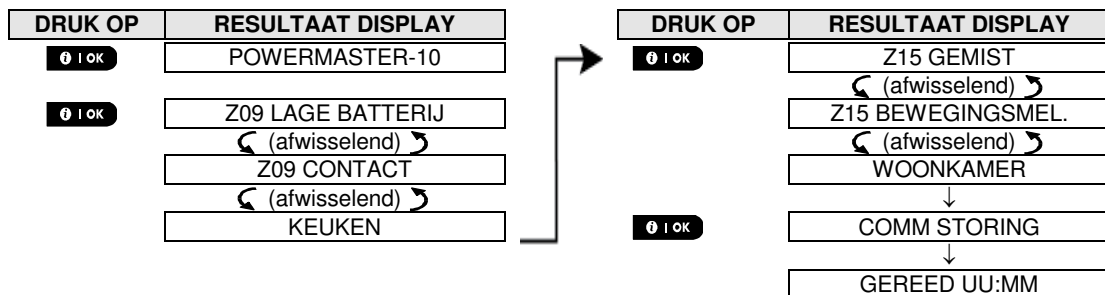 DRUK OP RESULTAAT DISPLAY
i I OK POWERMASTER-10
i I OK Z09 LAGE BATTERIJ
(afwisselend)
Z09 CONTACT
(afwisselend)
KEUKEN
DRUK OP RESULTAAT DISPLAY
i I OK Z15 GEMIST
(afwisselend)
Z15 BEWEGINGSMEL.
(afwisselend)
WOONKAMER
↓
i I OK COMM STORING
↓
GEREED UU:MM